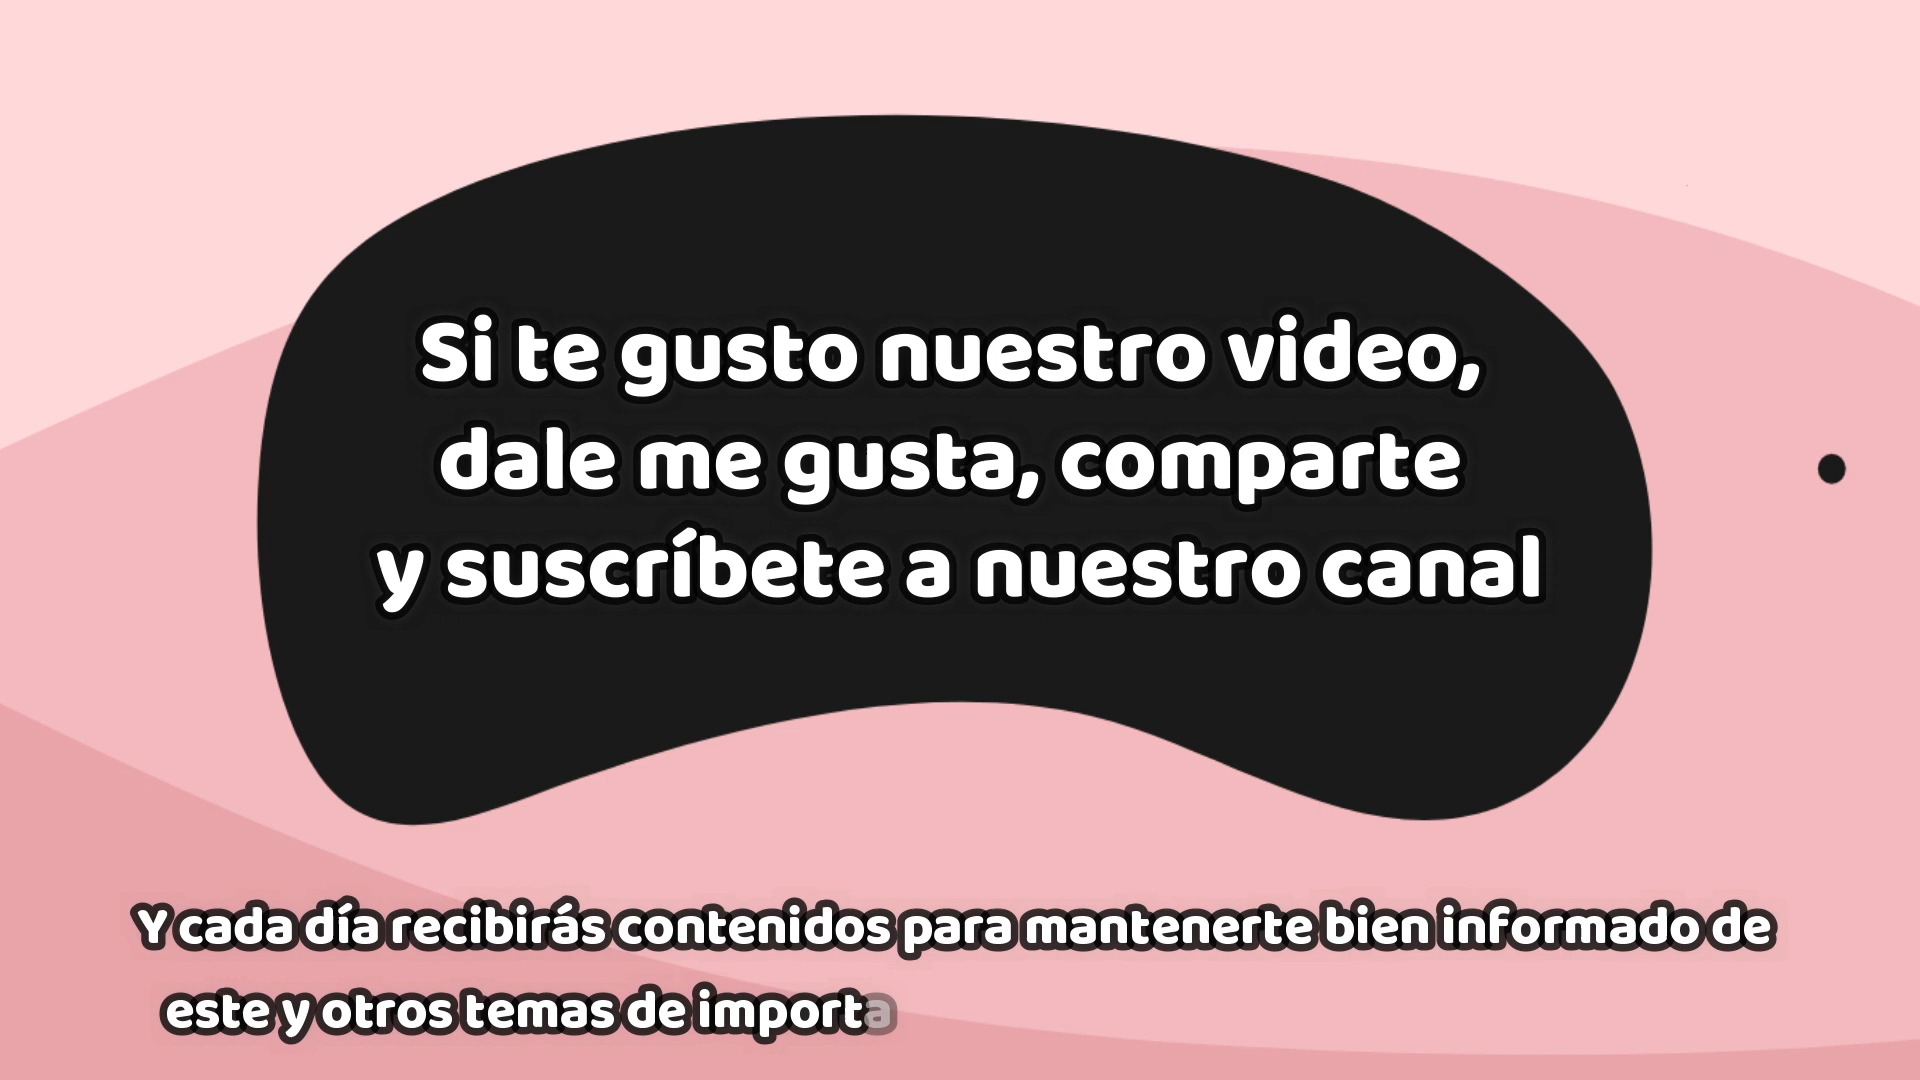 Si te gusto nuestro video,
dale me gusta, comparte
y suscríbete a nuestro canal
Y cada día recibirás contenidos para mantenerte bien informado de
este y otros temas de importa